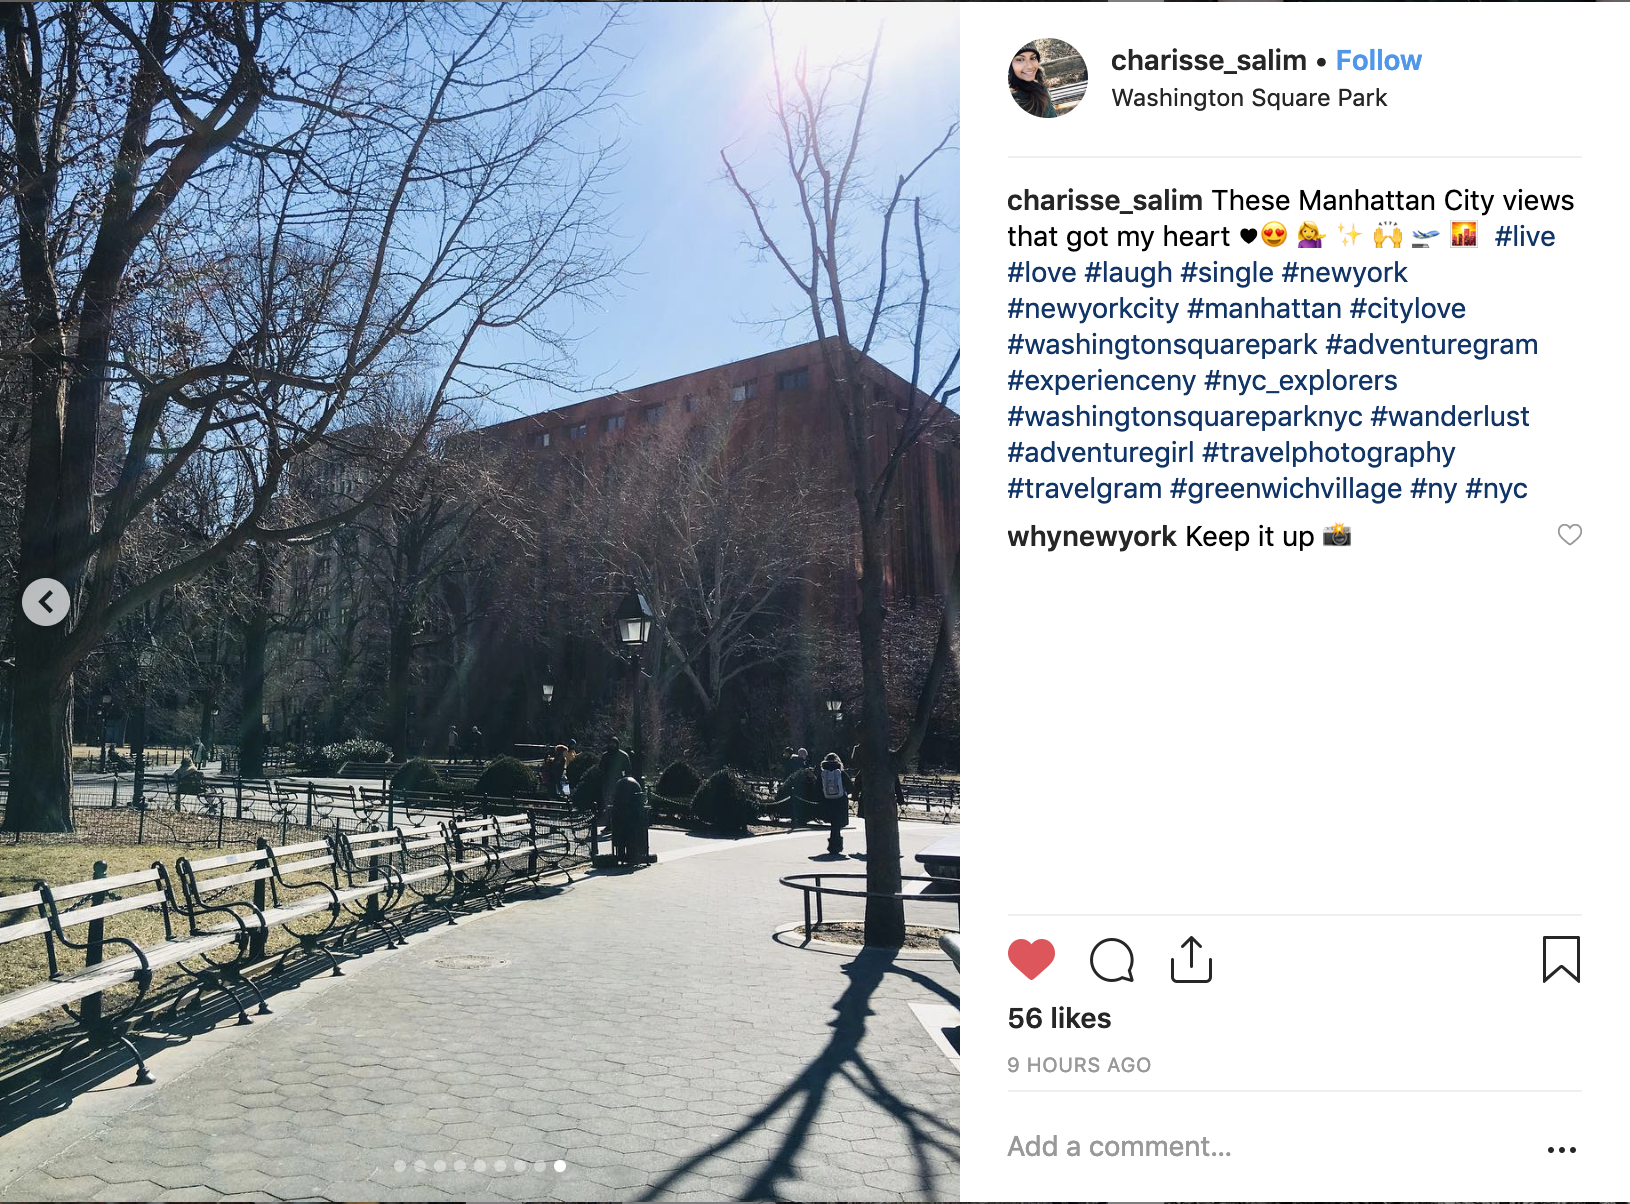 charisse_salim • Follow
Washington Square Park
charisse_salim These Manhattan City views
that got my heart ♥😍 💁‍♀️ ✨ 🙌 🛫 🌇 #live
#love #laugh #single #newyork
#newyorkcity #manhattan #citylove
#washingtonsquarepark #adventuregram
#experienceny #nyc_explorers
#washingtonsquareparknyc #wanderlust
#adventuregirl #travelphotography
#travelgram #greenwichvillage #ny #nyc
whynewyork Keep it up 📸
56 likes
9 HOURS AGO
Add a comment...